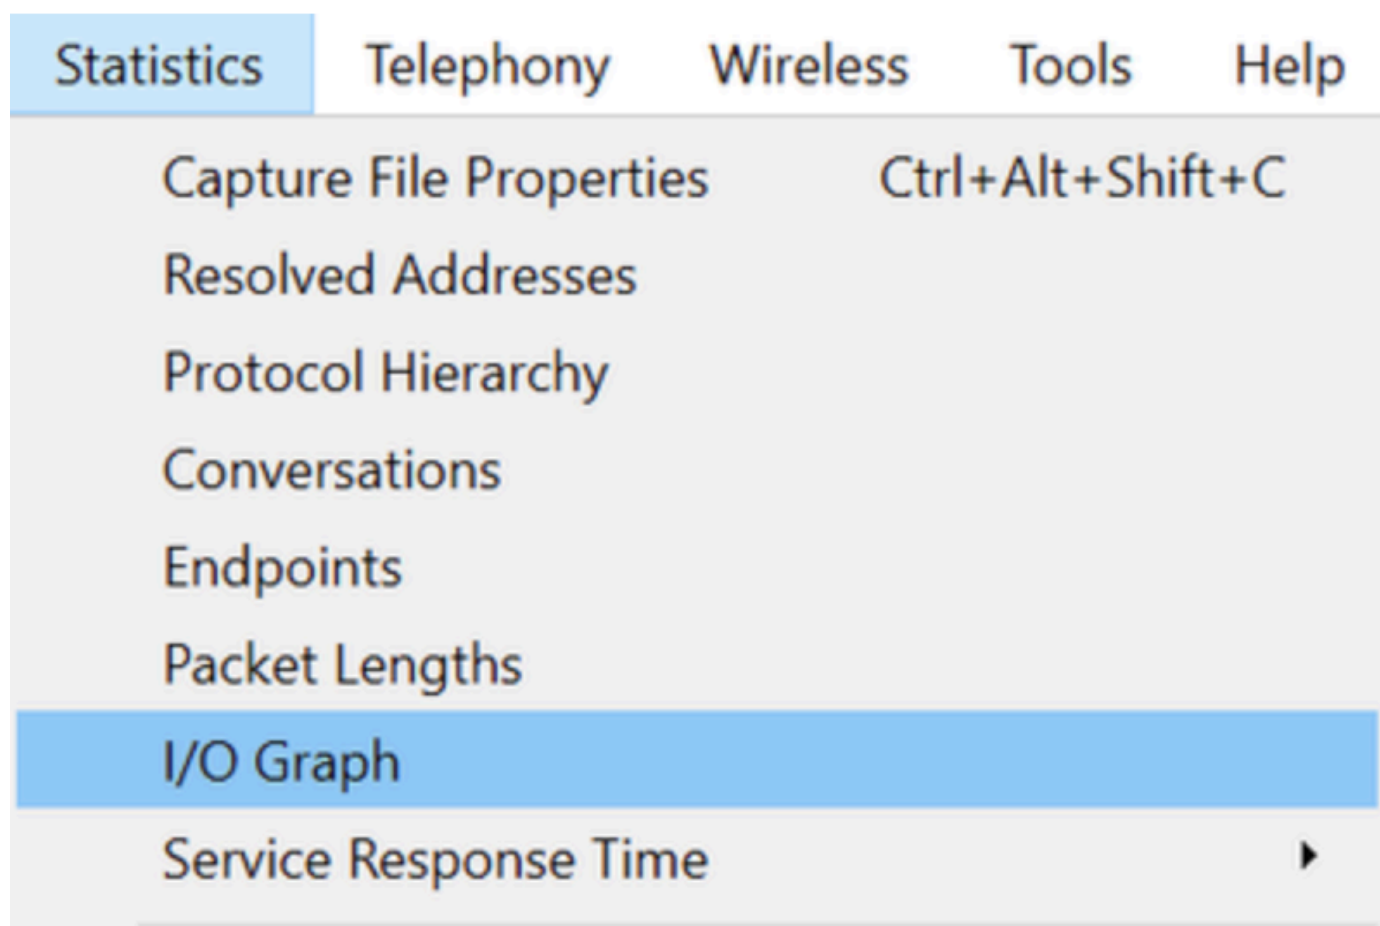 Statistics Telephony Wireless Tools Help
Capture File Properties Ctrl+Alt+Shift+C
Resolved Addresses
Protocol Hierarchy
Conversations
Endpoints
Packet Lengths
I/O Graph
Service Response Time